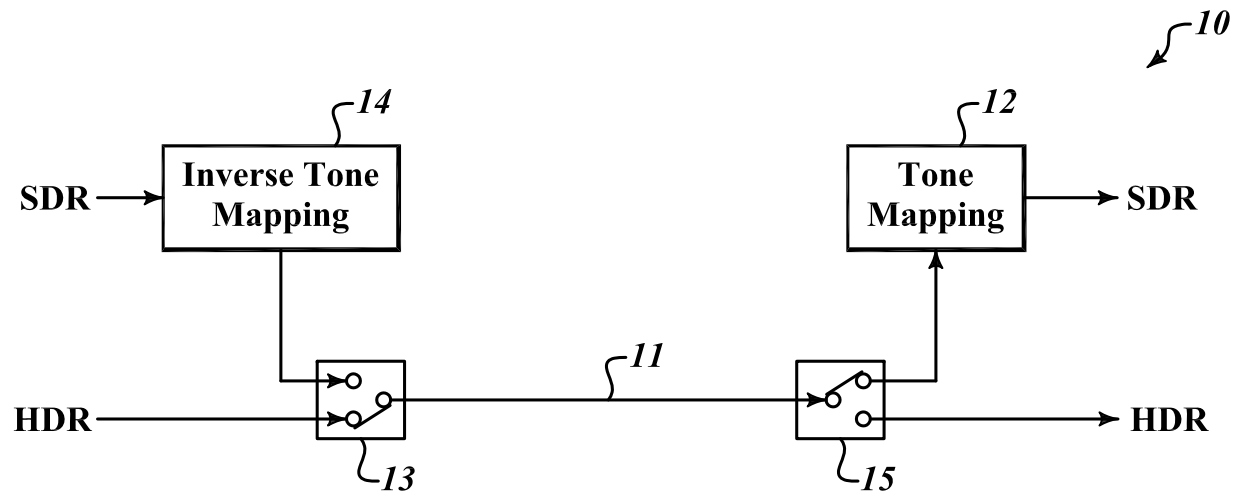 10
14
12
SDR
Inverse Tone
Mapping
Tone
Mapping
SDR
11
HDR
HDR
13
15